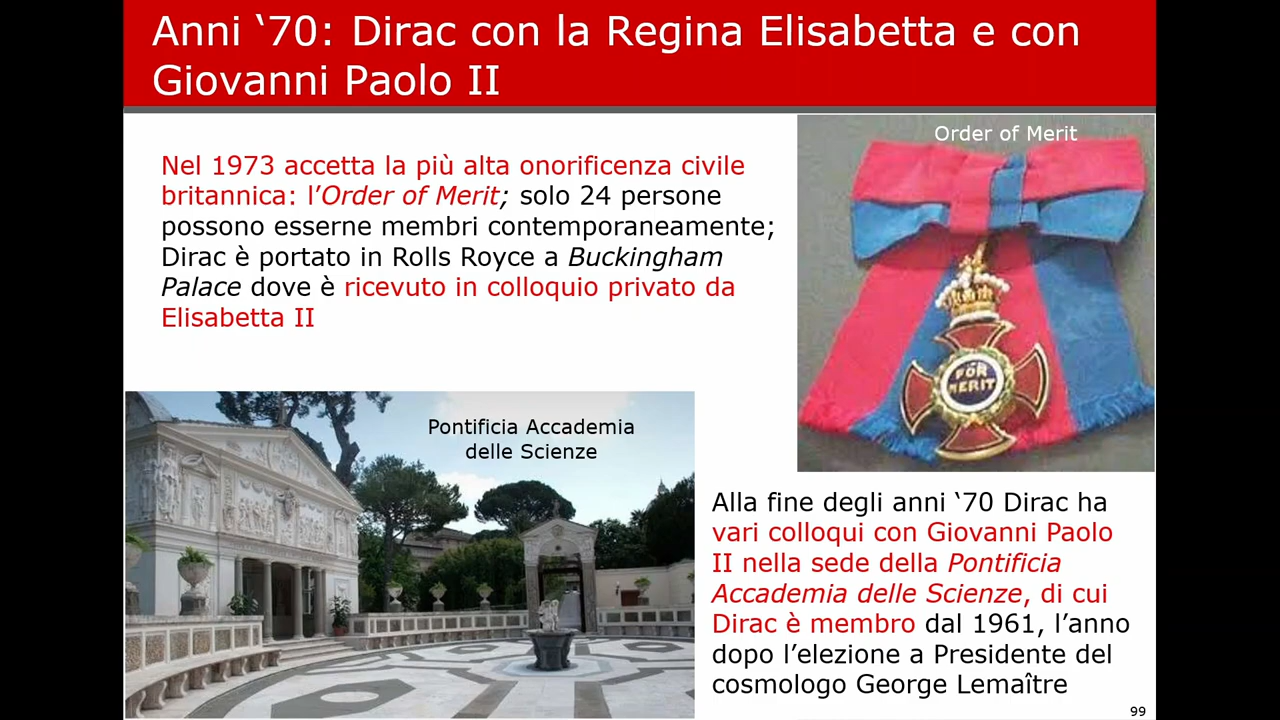 Anni ‘70: Dirac con la Regina Elisabetta e con
Giovanni Paolo II
Nel 1973 accetta la più alta onorificenza civile
britannica: l’Order of Merit; solo 24 persone
possono esserne membri contemporaneamente;
Dirac è portato in Rolls Royce a Buckingham
Palace dove è ricevuto in colloquio privato da
Elisabetta II
Order of Merit
FOR
MERIT
Pontificia Accademia
delle Scienze
Alla fine degli anni ‘70 Dirac ha
vari colloqui con Giovanni Paolo
II nella sede della Pontificia
Accademia delle Scienze, di cui
Dirac è membro dal 1961, l’anno
dopo l’elezione a Presidente del
cosmologo George Lemaître
99